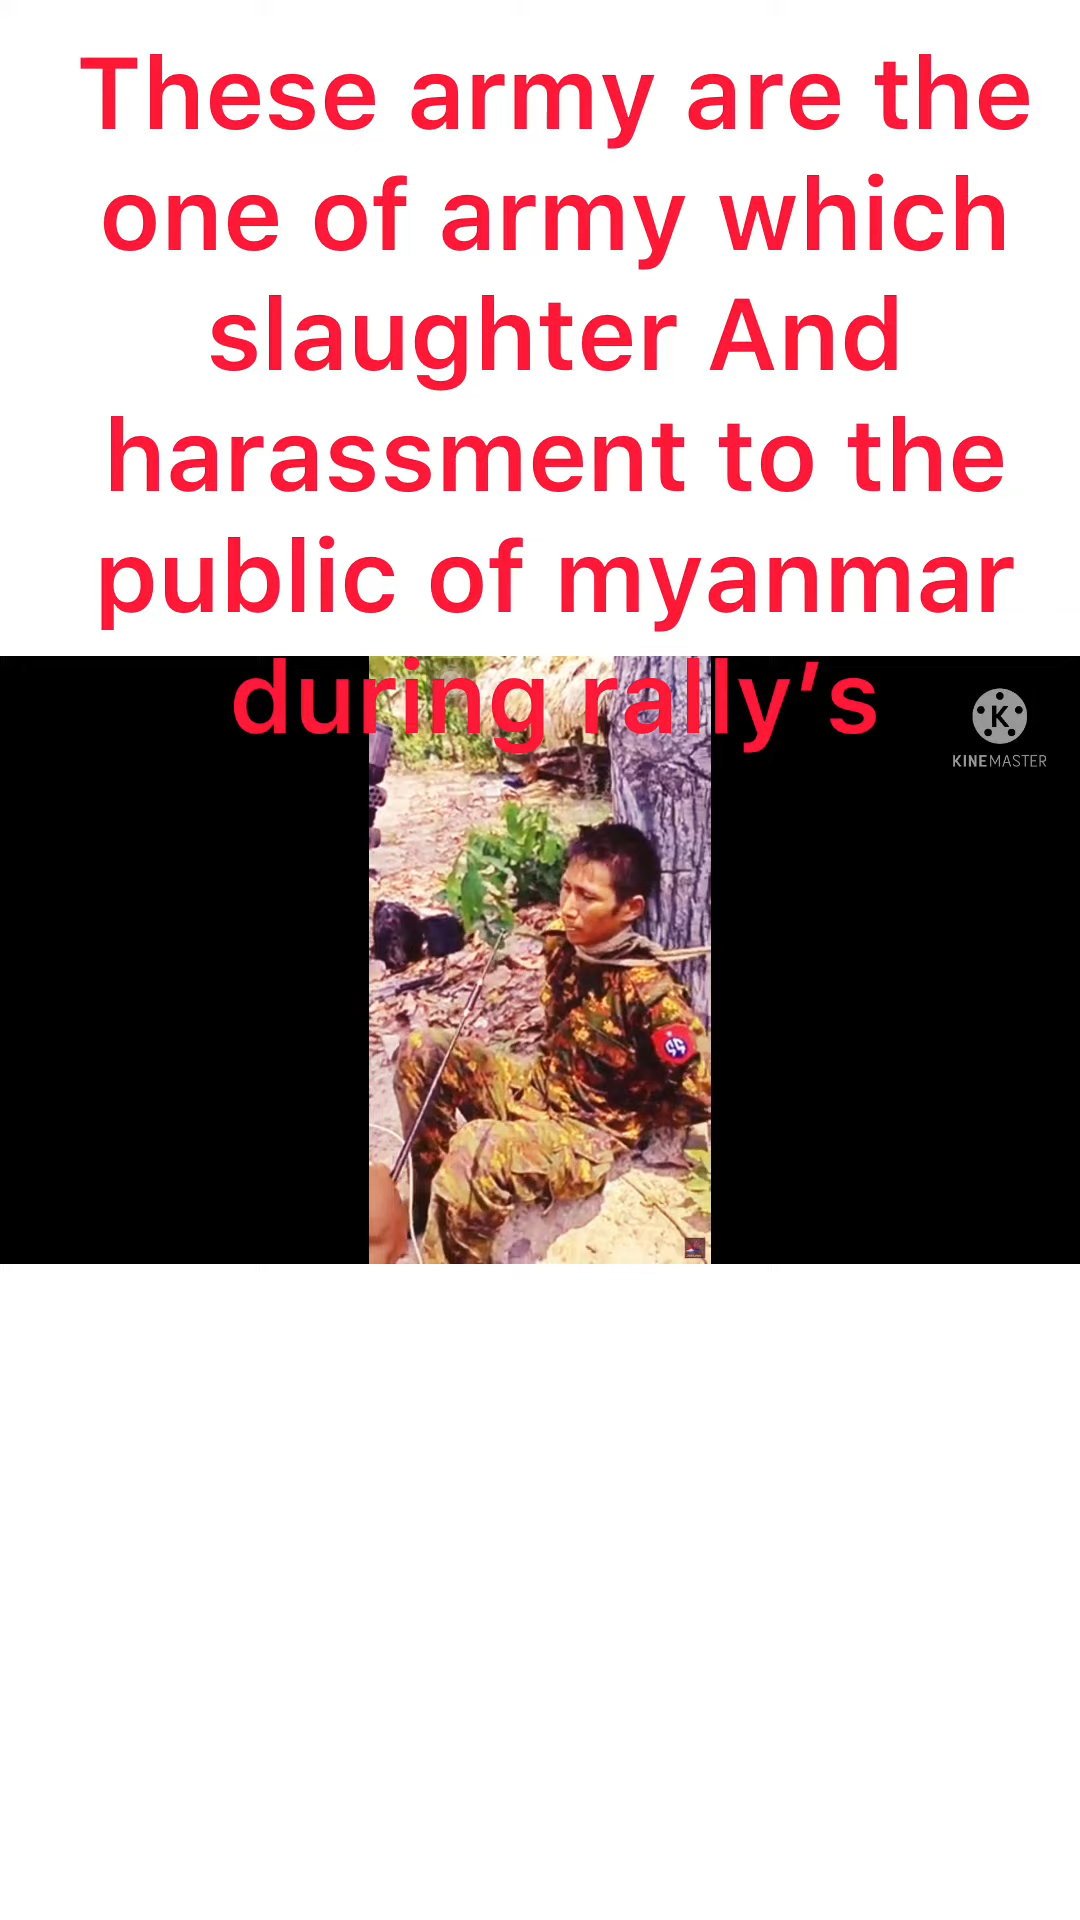 These army are the
one of army which
slaughter And
harassment to the
public of myanmar
during rally’s
K
KINEMASTER